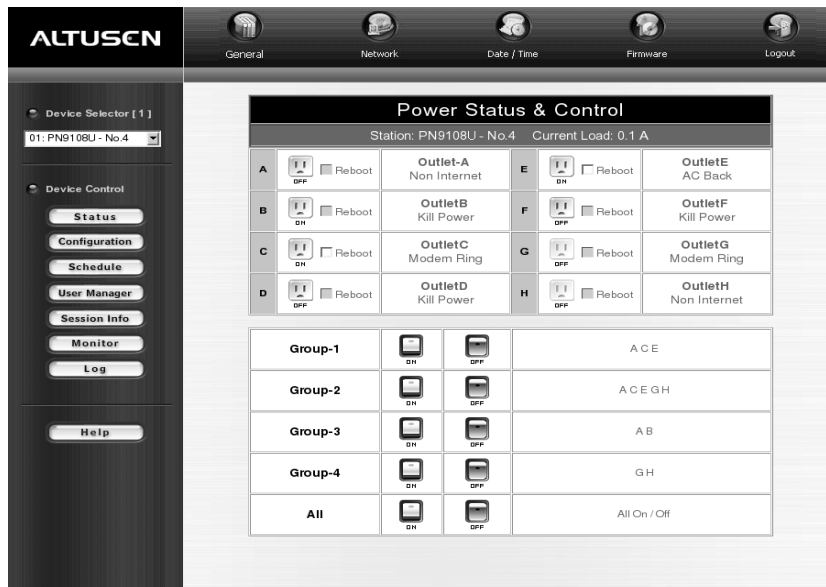 ALTUSEN
General
Network
Date / Time
Firmware
Logout
Device Selector [ 1 ]
01: PN9108U - No.4
Device Control
Status
Configuration
Schedule
User Manager
Session Info
Monitor
Log
Help
Power Status & Control
Station: PN9108U - No.4 Current Load: 0.1 A
A OFF Reboot Outlet-A Non Internet E ON Reboot OutletE AC Back
B ON Reboot OutletB Kill Power F OFF Reboot OutletF Kill Power
C ON Reboot OutletC Modem Ring G OFF Reboot OutletG Modem Ring
D OFF Reboot OutletD Kill Power H OFF Reboot OutletH Non Internet
Group-1 ON OFF A C E
Group-2 ON OFF A C E G H
Group-3 ON OFF A B
Group-4 ON OFF G H
All ON OFF All On / Off